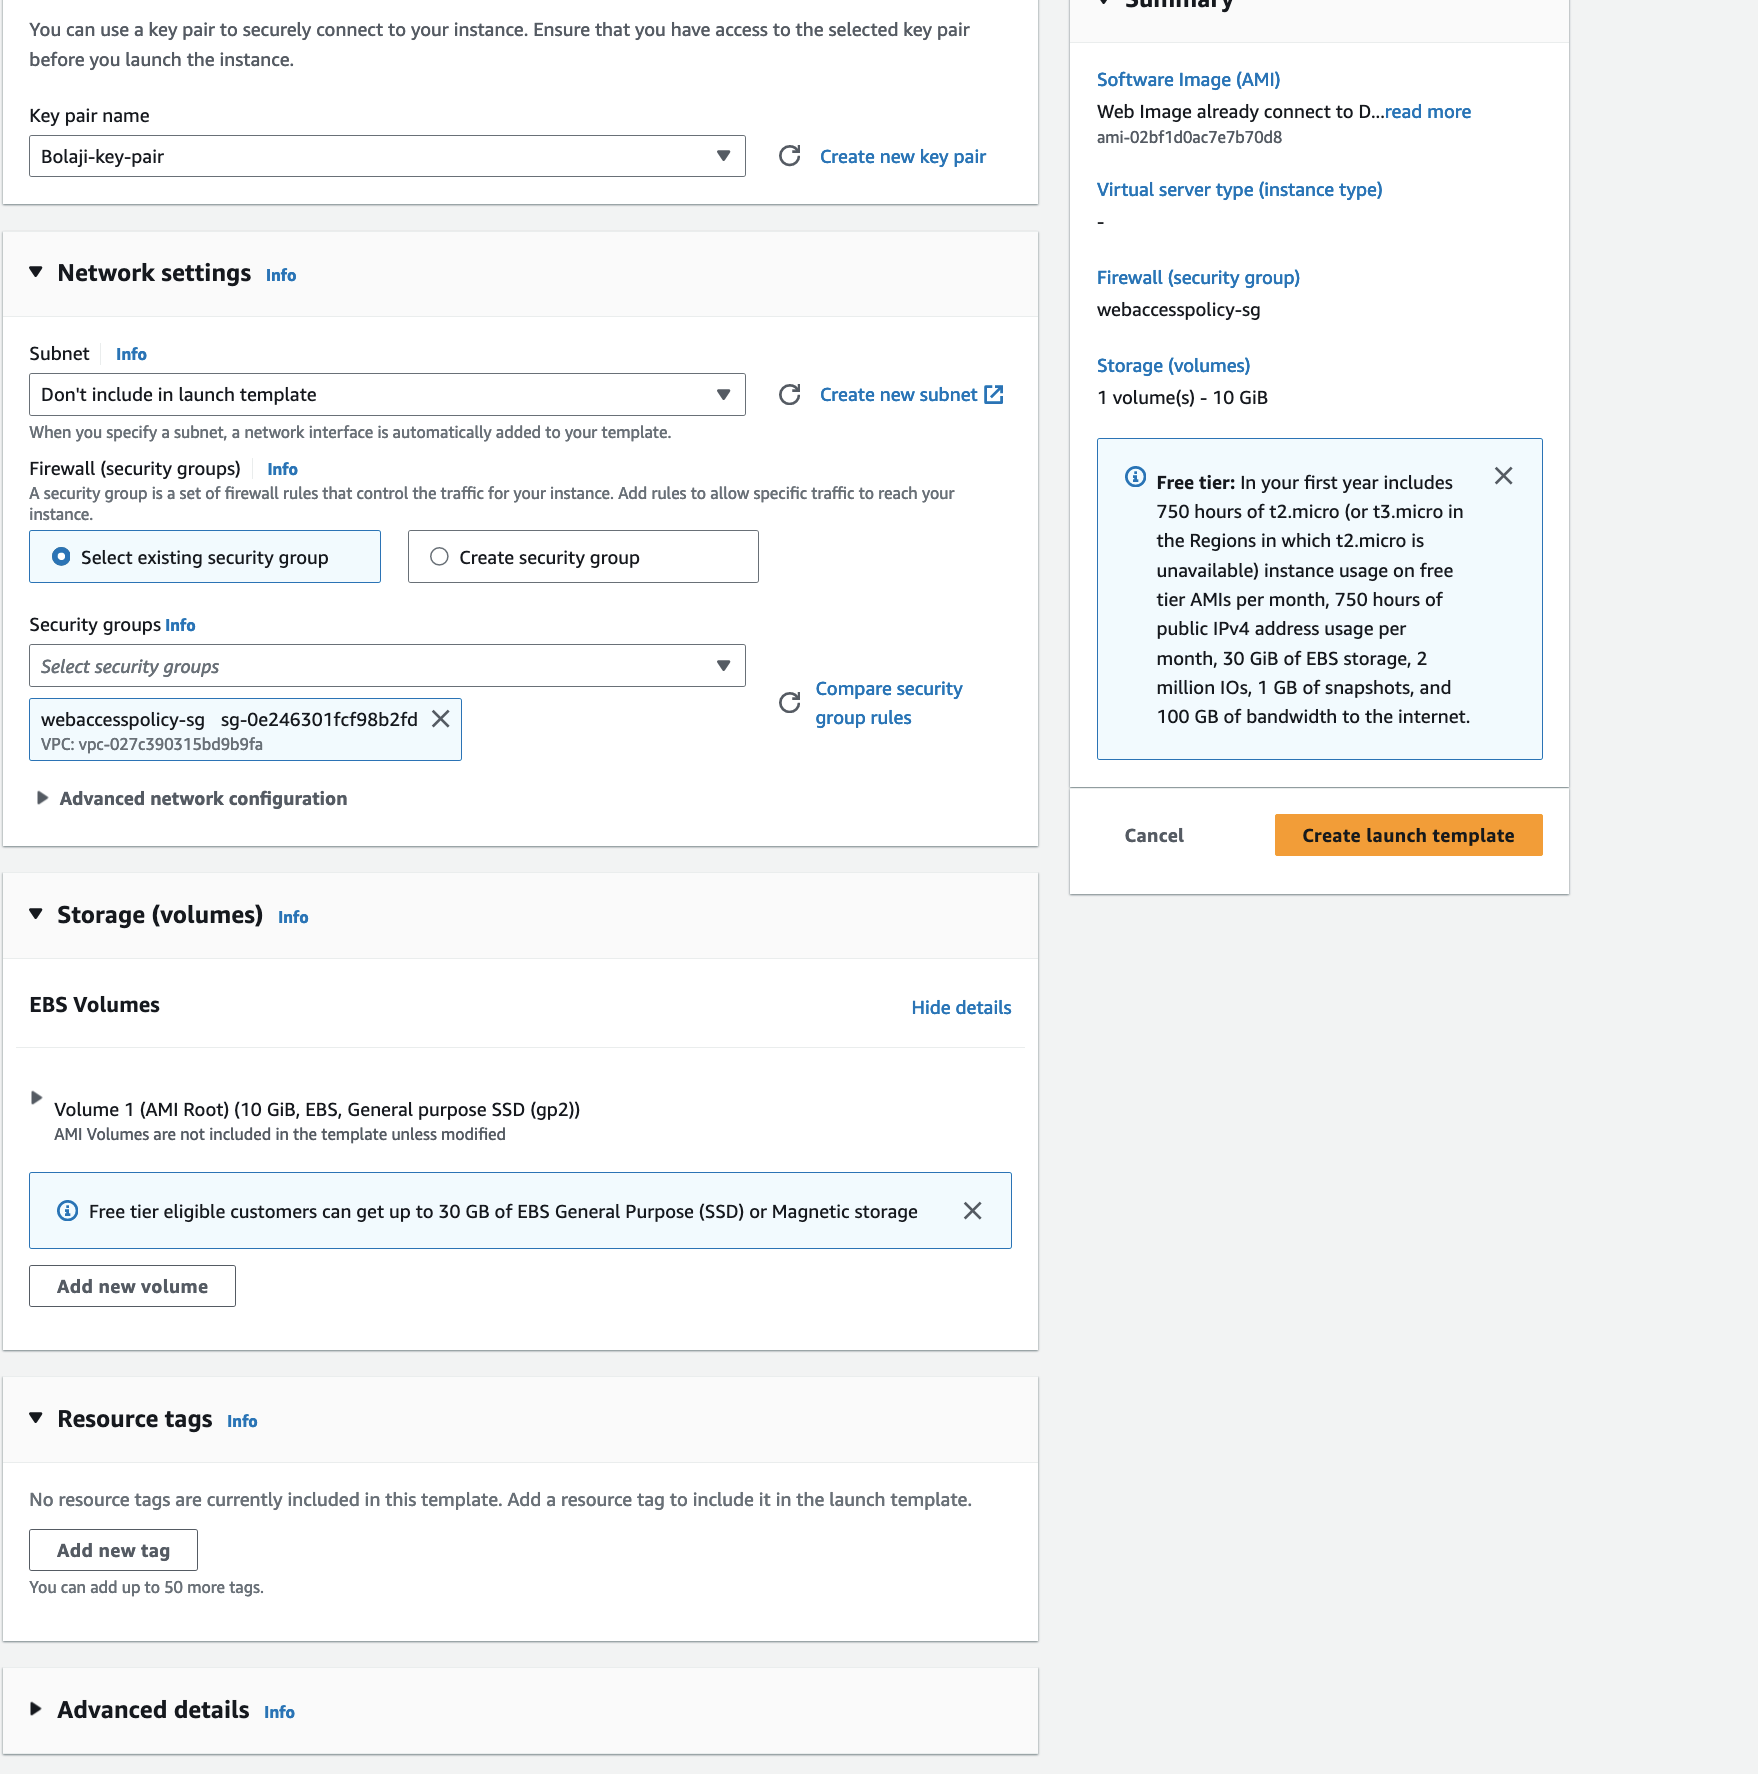 You can use a key pair to securely connect to your instance. Ensure that you have access to the selected key pair
before you launch the instance.
Key pair name
Bolaji-key-pair
Create new key pair
Network settings Info
Subnet Info
Don't include in launch template
Create new subnet
When you specify a subnet, a network interface is automatically added to your template.
Firewall (security groups) Info
A security group is a set of firewall rules that control the traffic for your instance. Add rules to allow specific traffic to reach your
instance.
Select existing security group
Create security group
Security groups Info
Select security groups
Compare security
group rules
webaccesspolicy-sg sg-0e246301fcf98b2fd
VPC: vpc-027c390315bd9b9fa
Advanced network configuration
Storage (volumes) Info
EBS Volumes
Hide details
Volume 1 (AMI Root) (10 GiB, EBS, General purpose SSD (gp2))
AMI Volumes are not included in the template unless modified
Free tier eligible customers can get up to 30 GB of EBS General Purpose (SSD) or Magnetic storage
Add new volume
Resource tags Info
No resource tags are currently included in this template. Add a resource tag to include it in the launch template.
Add new tag
You can add up to 50 more tags.
Advanced details Info
Summary
Software Image (AMI)
Web Image already connect to D...read more
ami-02bf1d0ac7e7b70d8
Virtual server type (instance type)
-
Firewall (security group)
webaccesspolicy-sg
Storage (volumes)
1 volume(s) - 10 GiB
Free tier: In your first year includes
750 hours of t2.micro (or t3.micro in
the Regions in which t2.micro is
unavailable) instance usage on free
tier AMIs per month, 750 hours of
public IPv4 address usage per
month, 30 GiB of EBS storage, 2
million IOs, 1 GB of snapshots, and
100 GB of bandwidth to the internet.
Cancel
Create launch template